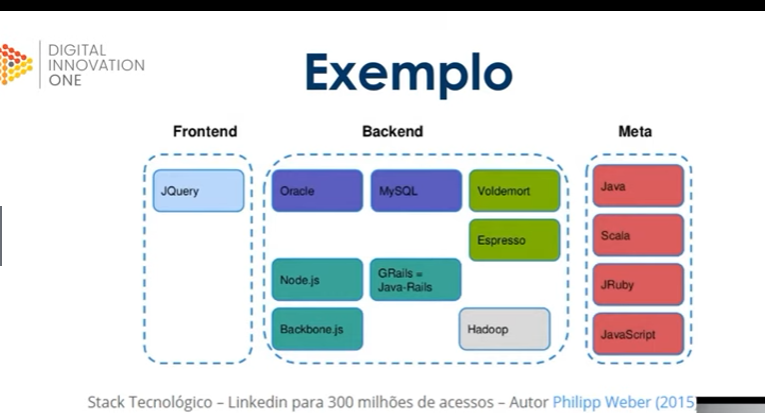 DIGITAL
INNOVATION
ONE
Exemplo
Frontend
Backend
Meta
JQuery
Oracle
MySQL
Voldemort
Java
Espresso
Scala
Node.js
GRails =
Java-Rails
JRuby
Backbone.js
Hadoop
JavaScript
Stack Tecnológico – Linkedin para 300 milhões de acessos – Autor Philipp Weber (2015